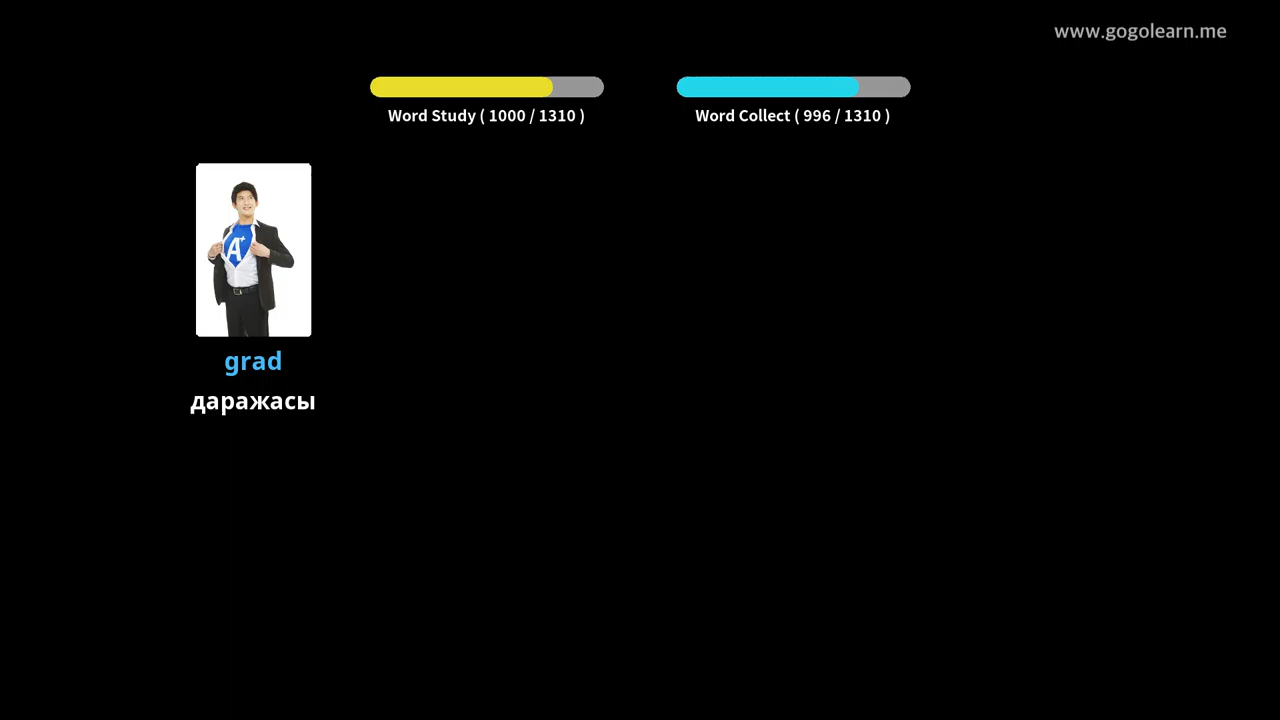 www.gogolearn.me
Word Study ( 1000 / 1310 )
Word Collect ( 996 / 1310 )
A+
grad
даражасы